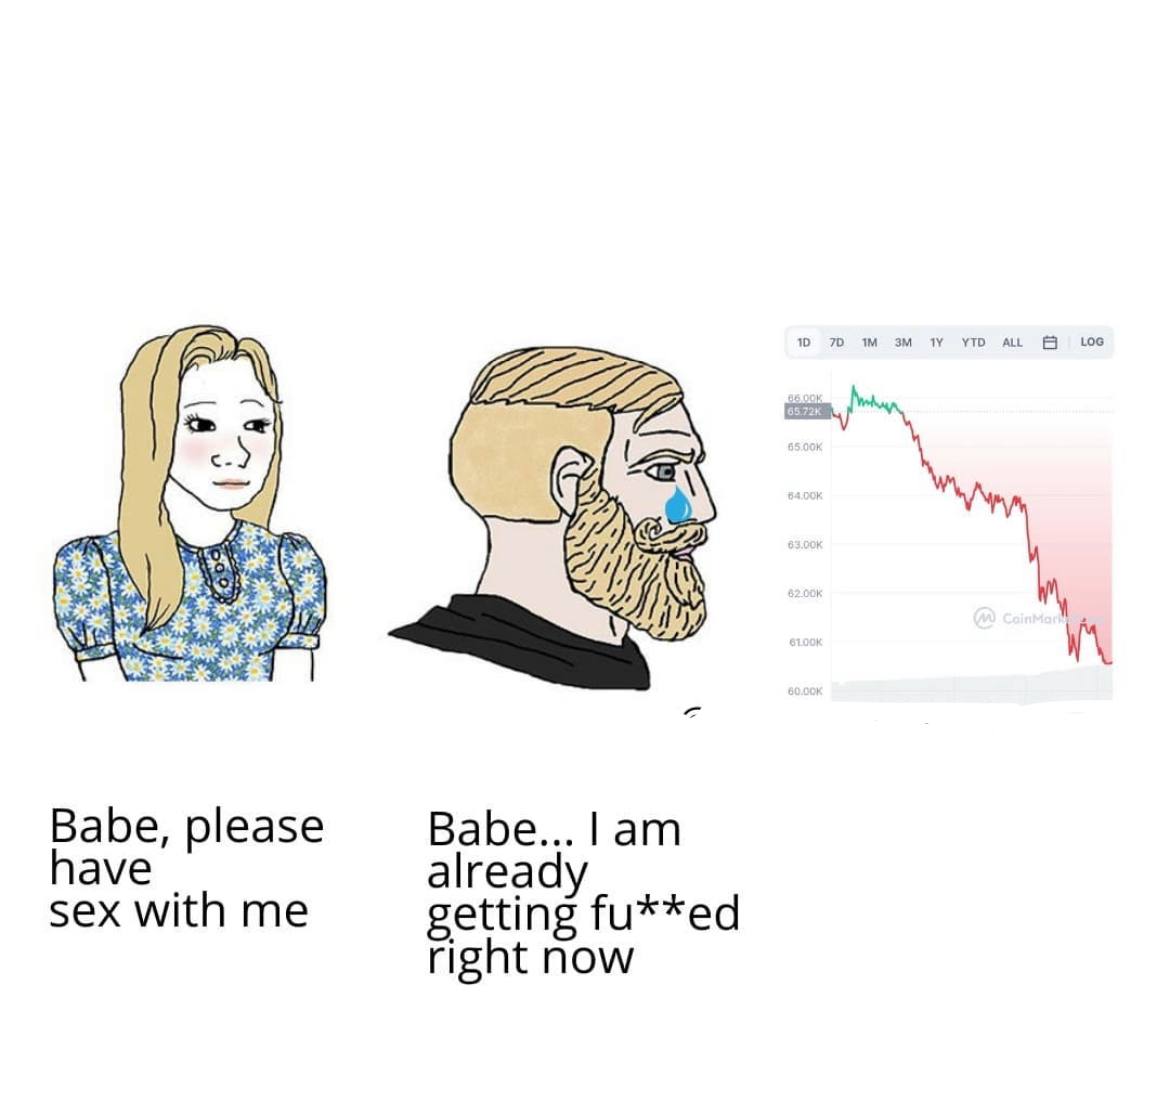 Babe, please
have
sex with me
Babe... I am
already
getting fu**ed
right now
1D 7D 1M 3M 1Y YTD ALL LOG
66.00K
65.72K
65.00K
64.00K
63.00K
62.00K
61.00K
60.00K